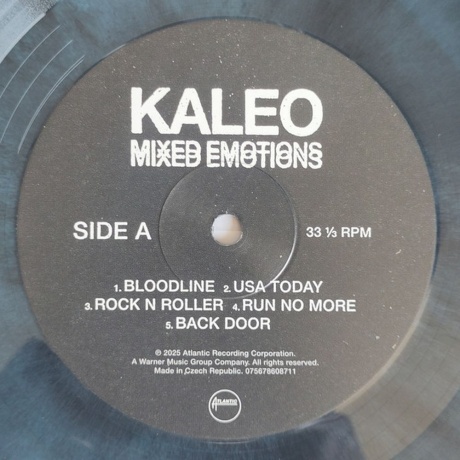 KALEO
MIXED EMOTIONS
SIDE A
33 ⅓ RPM
1. BLOODLINE 2. USA TODAY
3. ROCK N ROLLER 4. RUN NO MORE
5. BACK DOOR
© 2025 Atlantic Recording Corporation.
A Warner Music Group Company. All rights reserved.
Made in Czech Republic. 075678608711
ATLANTIC